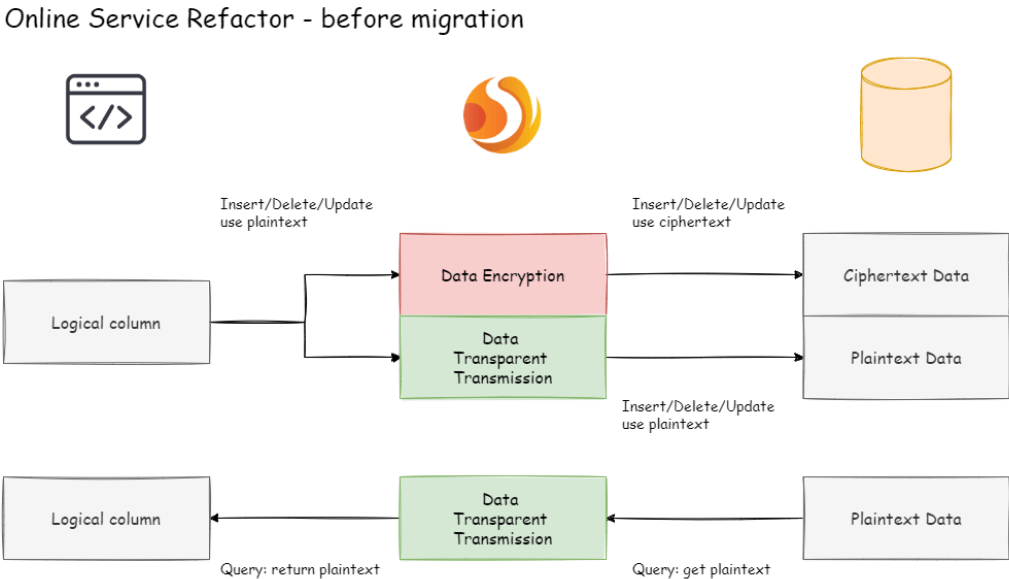 Online Service Refactor - before migration
</>
Insert/Delete/Update
use plaintext
Insert/Delete/Update
use ciphertext
Logical column
Data Encryption
Ciphertext Data
Data
Transparent
Transmission
Plaintext Data
Insert/Delete/Update
use plaintext
Logical column
Data
Transparent
Transmission
Plaintext Data
Query: return plaintext
Query: get plaintext